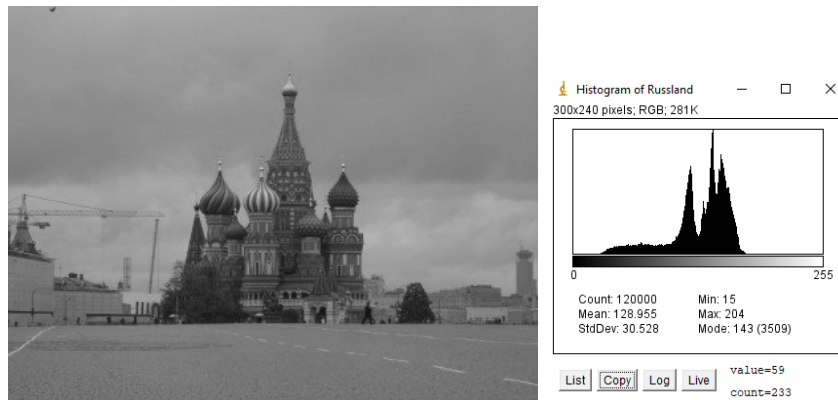 Histogram of Russland
300x240 pixels; RGB; 281K
0 255
Count: 120000 Min: 15
Mean: 128.955 Max: 204
StdDev: 30.528 Mode: 143 (3509)
List Copy Log Live value=59
count=233